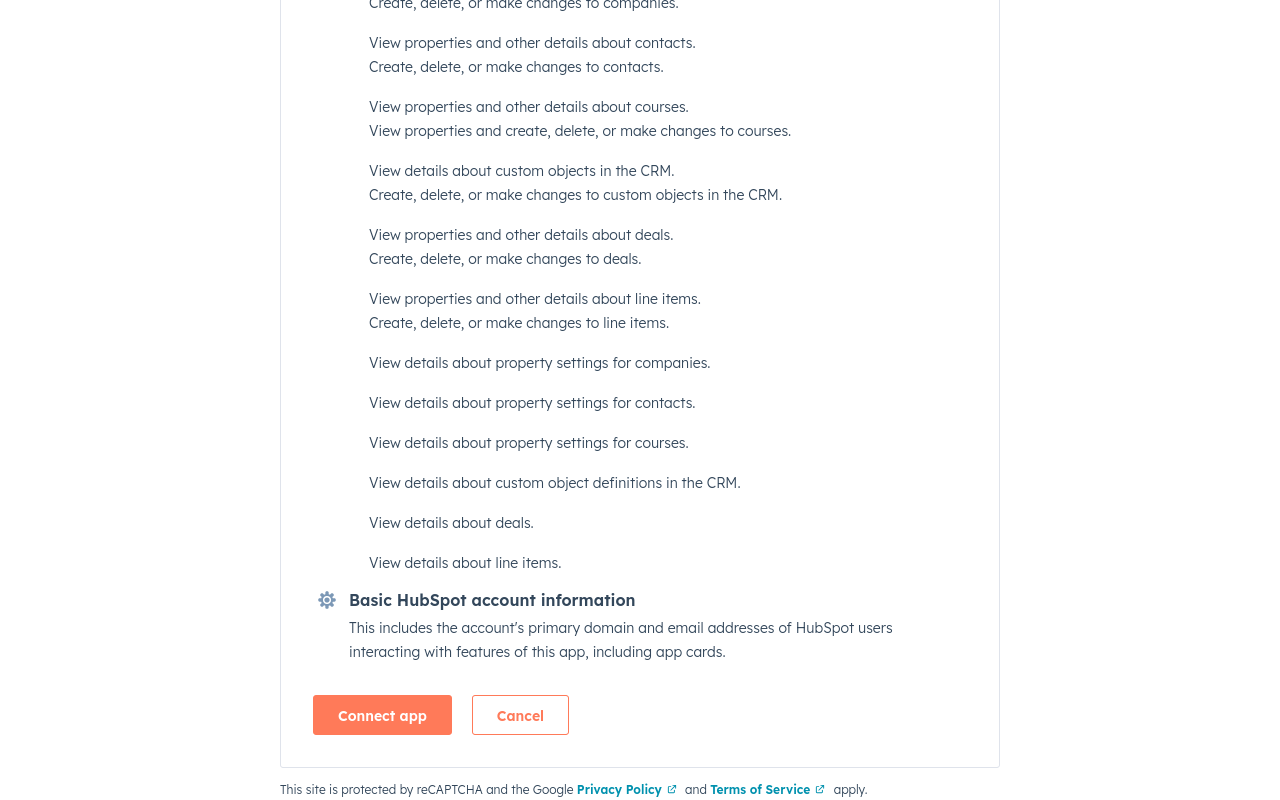 Create, delete, or make changes to companies.
View properties and other details about contacts.
Create, delete, or make changes to contacts.
View properties and other details about courses.
View properties and create, delete, or make changes to courses.
View details about custom objects in the CRM.
Create, delete, or make changes to custom objects in the CRM.
View properties and other details about deals.
Create, delete, or make changes to deals.
View properties and other details about line items.
Create, delete, or make changes to line items.
View details about property settings for companies.
View details about property settings for contacts.
View details about property settings for courses.
View details about custom object definitions in the CRM.
View details about deals.
View details about line items.
Basic HubSpot account information
This includes the account's primary domain and email addresses of HubSpot users
interacting with features of this app, including app cards.
Connect app Cancel
This site is protected by reCAPTCHA and the Google Privacy Policy and Terms of Service apply.